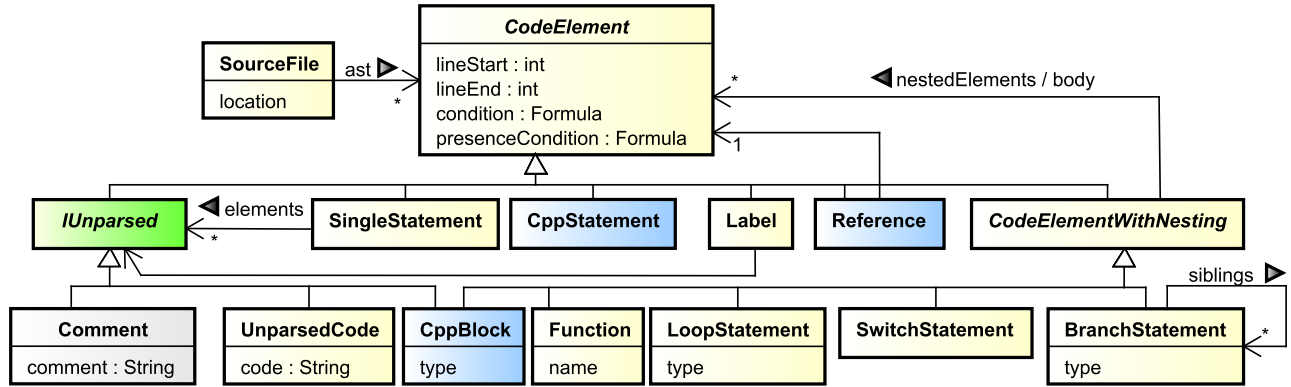 CodeElement
lineStart : int
lineEnd : int
condition : Formula
presenceCondition : Formula
SourceFile
location
ast
*
nestedElements / body
*
1
IUnparsed
elements
*
SingleStatement
CppStatement
Label
Reference
CodeElementWithNesting
siblings
*
Comment
comment : String
UnparsedCode
code : String
CppBlock
type
Function
name
LoopStatement
type
SwitchStatement
BranchStatement
type